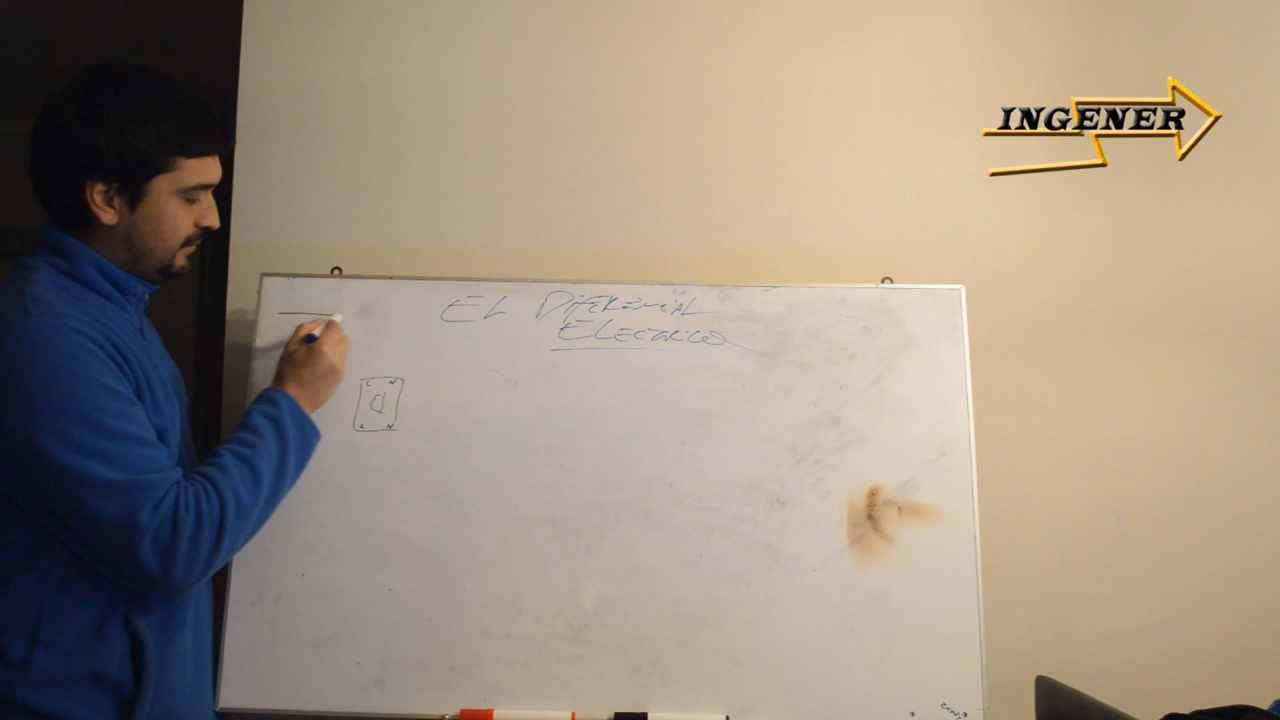 INGENER
EL DIFERENCIAL
ELECTRICO
L N
d
L N